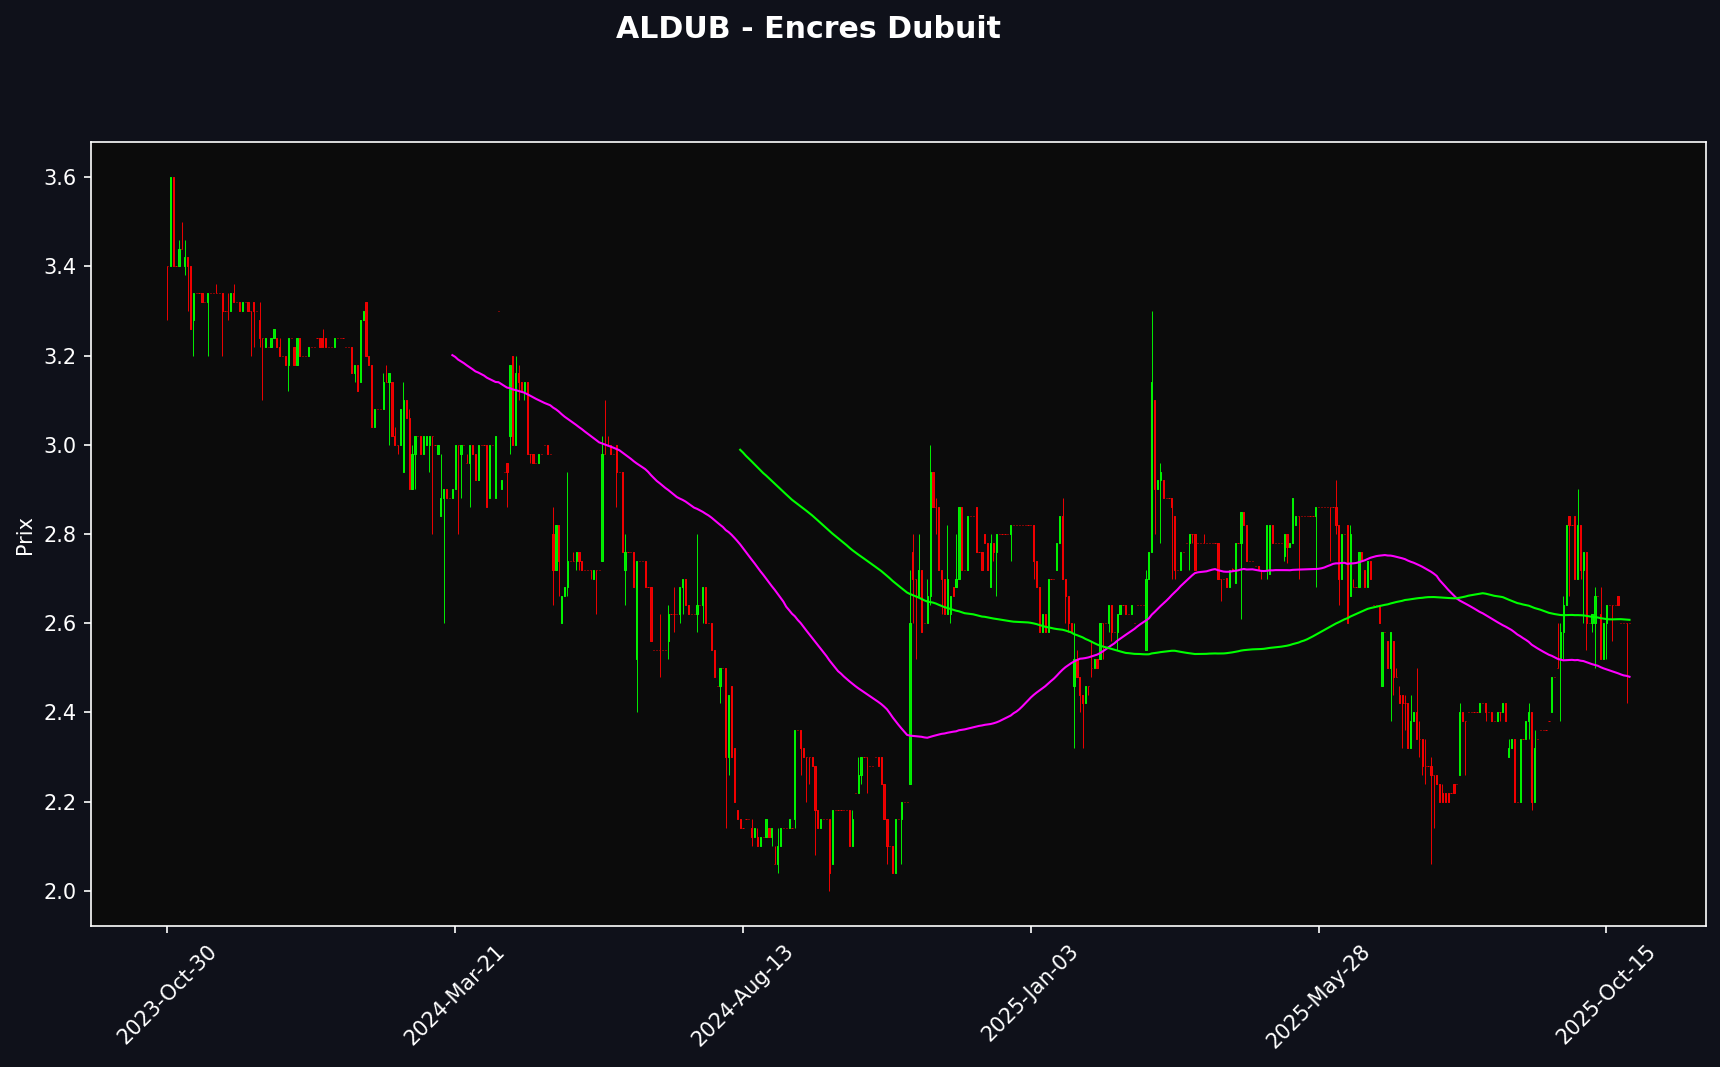 ALDUB - Encres Dubuit
Prix
3.6
3.4
3.2
3.0
2.8
2.6
2.4
2.2
2.0
2023-Oct-30
2024-Mar-21
2024-Aug-13
2025-Jan-03
2025-May-28
2025-Oct-15